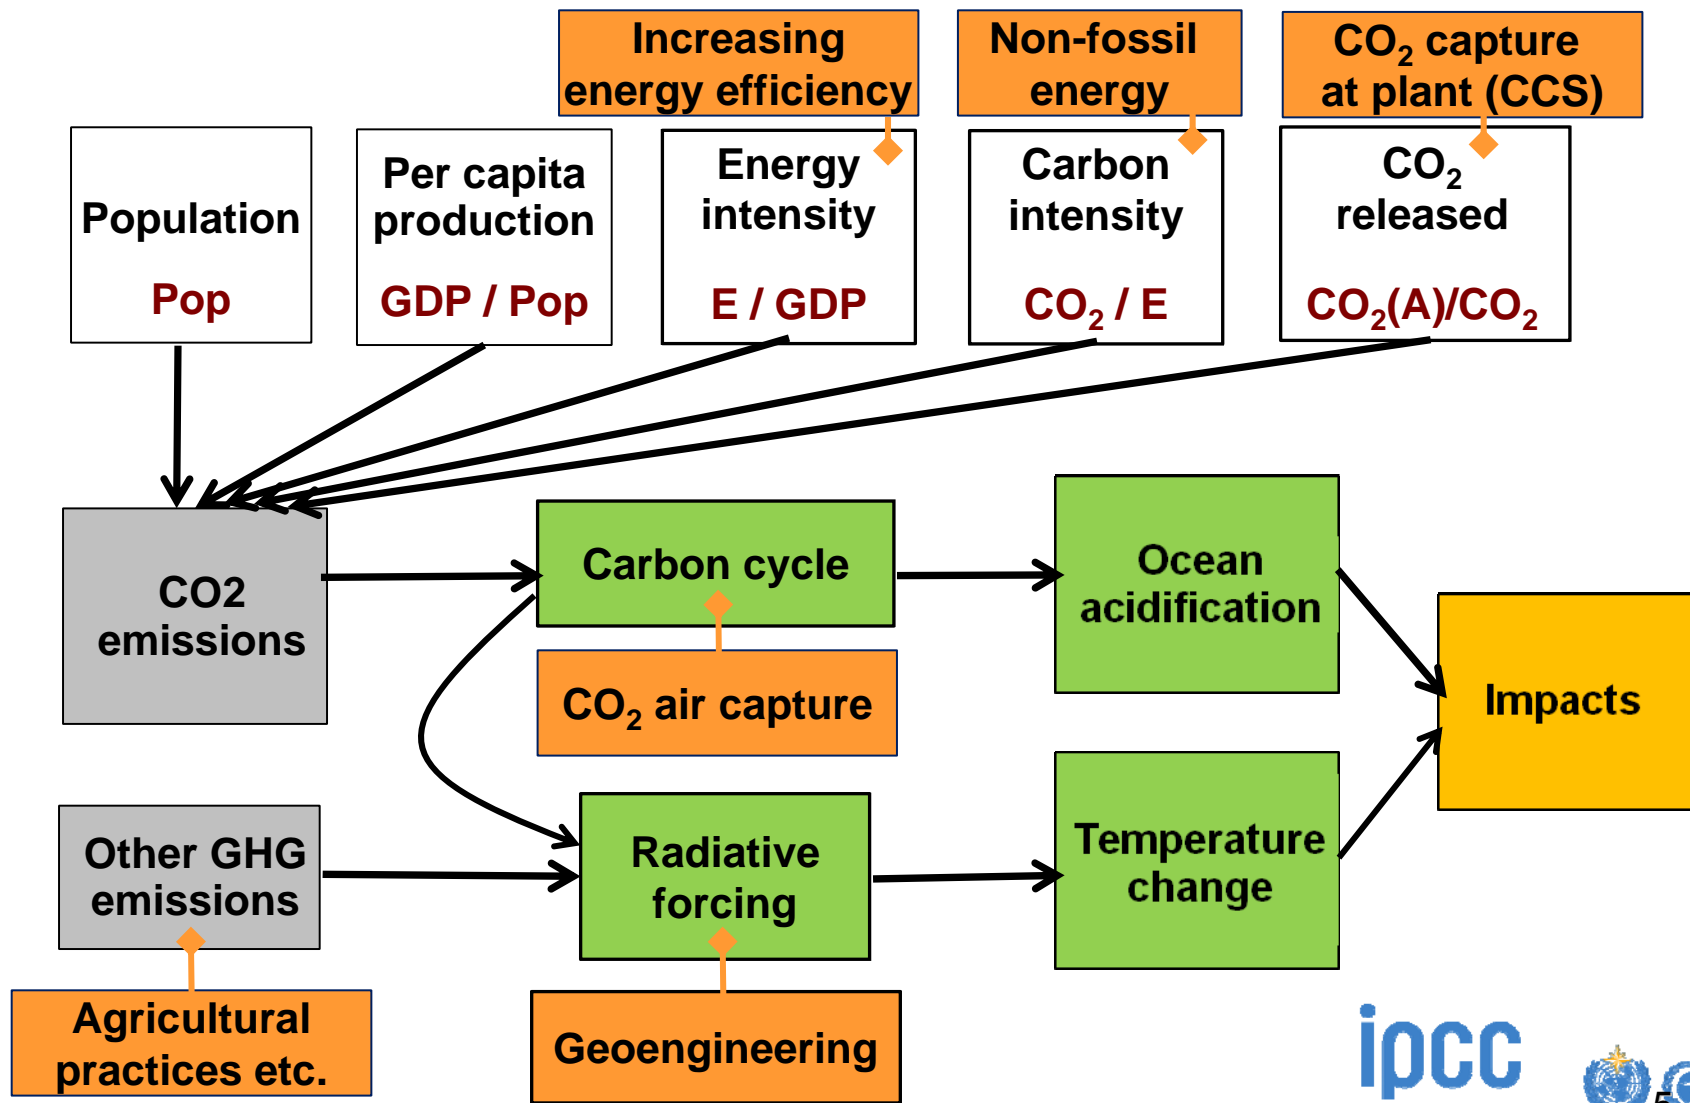 Increasing
energy efficiency
Non-fossil
energy
CO₂ capture
at plant (CCS)
Population
Pop
Per capita
production
GDP / Pop
Energy
intensity
E / GDP
Carbon
intensity
CO₂ / E
CO₂
released
CO₂(A)/CO₂
CO2
emissions
Carbon cycle
CO₂ air capture
Ocean
acidification
Impacts
Other GHG
emissions
Radiative
forcing
Temperature
change
Agricultural
practices etc.
Geoengineering
ipcc
5